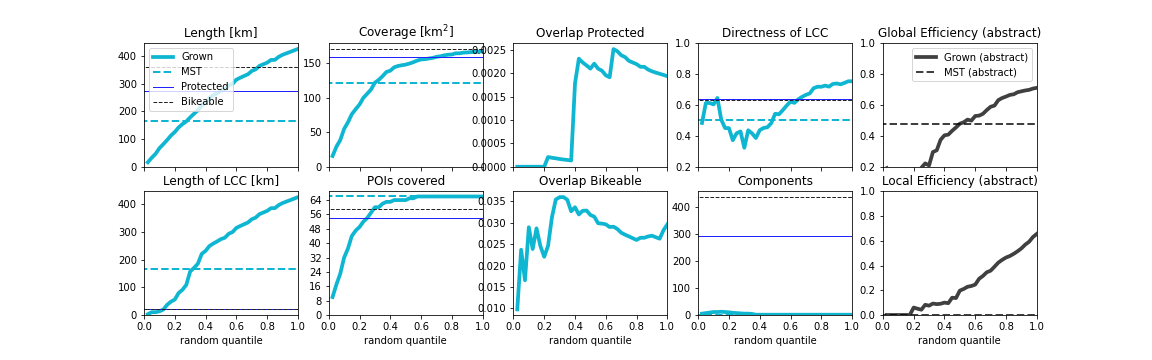 Length [km]
Coverage [km²]
Overlap Protected
Directness of LCC
Global Efficiency (abstract)
400
300
200
100
0
Grown
MST
Protected
Bikeable
150
100
50
0
0.0025
0.0020
0.0015
0.0010
0.0005
0.0000
1.0
0.8
0.6
0.4
0.2
1.0
0.8
0.6
0.4
0.2
Grown (abstract)
MST (abstract)
Length of LCC [km]
POIs covered
Overlap Bikeable
Components
Local Efficiency (abstract)
400
300
200
100
0
64
56
48
40
32
24
16
8
0
0.035
0.030
0.025
0.020
0.015
0.010
400
300
200
100
0
1.0
0.8
0.6
0.4
0.2
0.0
0.0 0.2 0.4 0.6 0.8 1.0
0.0 0.2 0.4 0.6 0.8 1.0
0.0 0.2 0.4 0.6 0.8 1.0
0.0 0.2 0.4 0.6 0.8 1.0
0.0 0.2 0.4 0.6 0.8 1.0
random quantile
random quantile
random quantile
random quantile
random quantile